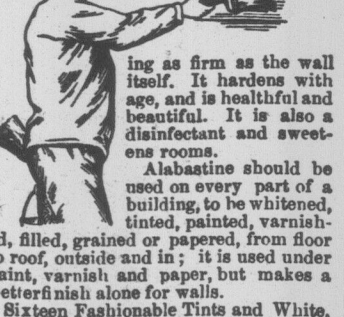 ing as firm as the wall
itself. It hardens with
age, and is healthful and
beautiful. It is also a
disinfectant and sweet-
ens rooms.
Alabastine should be
used on every part of a
building, to be whitened,
tinted, painted, varnish-
d, filled, grained or papered, from floor
o roof, outside and in; it is used under
aint, varnish and paper, but makes a
etter finish alone for walls.
Sixteen Fashionable Tints and White.